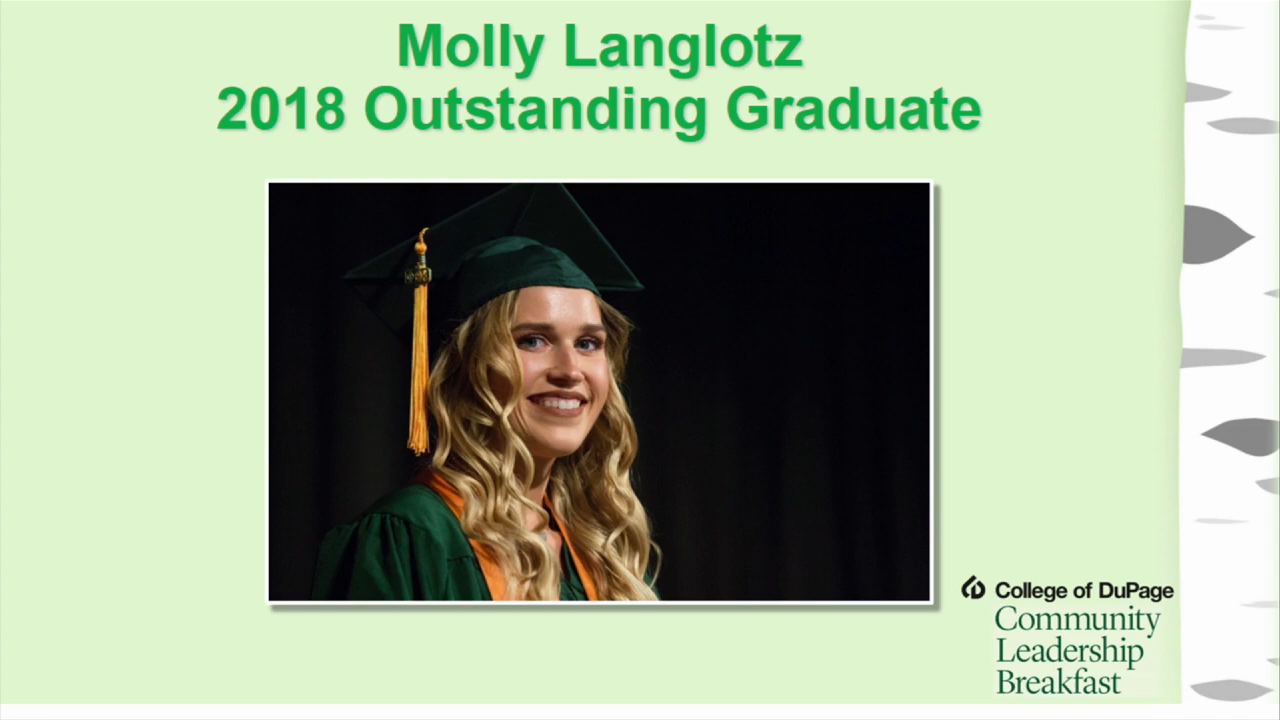 Molly Langlotz
2018 Outstanding Graduate
College of DuPage
Community
Leadership
Breakfast